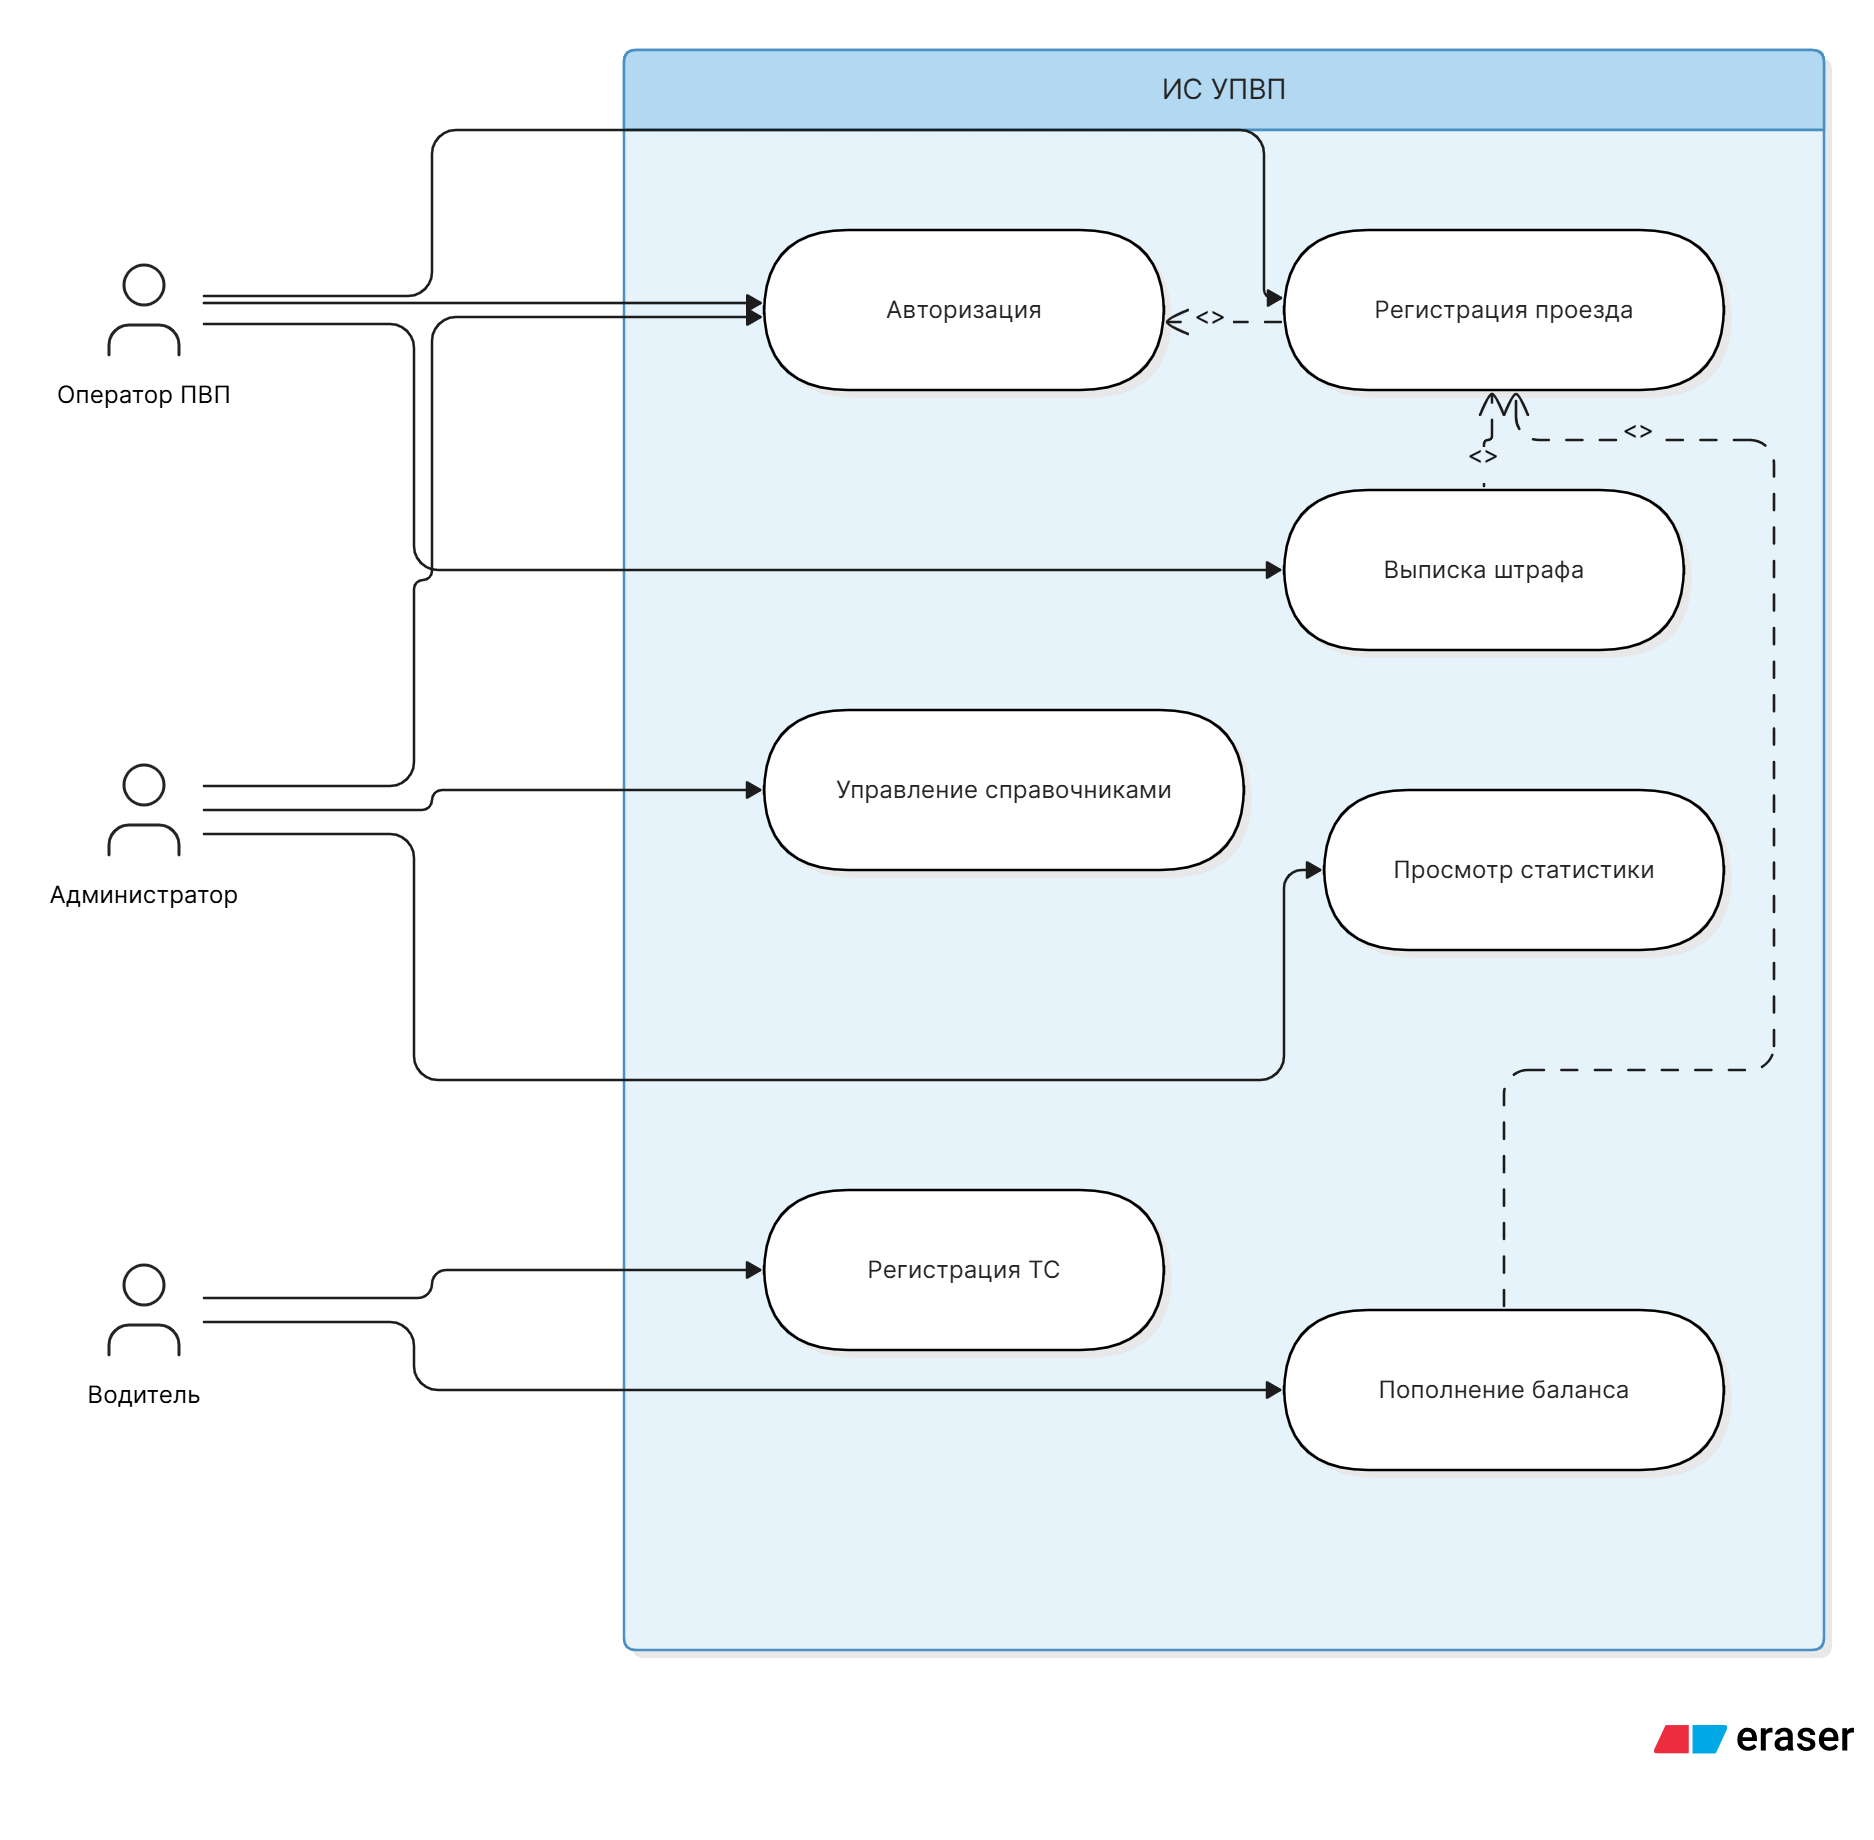 ИС УПВП
Оператор ПВП
Авторизация
<>
Регистрация проезда
<>
<>
Выписка штрафа
Администратор
Управление справочниками
Просмотр статистики
Водитель
Регистрация ТС
Пополнение баланса
eraser